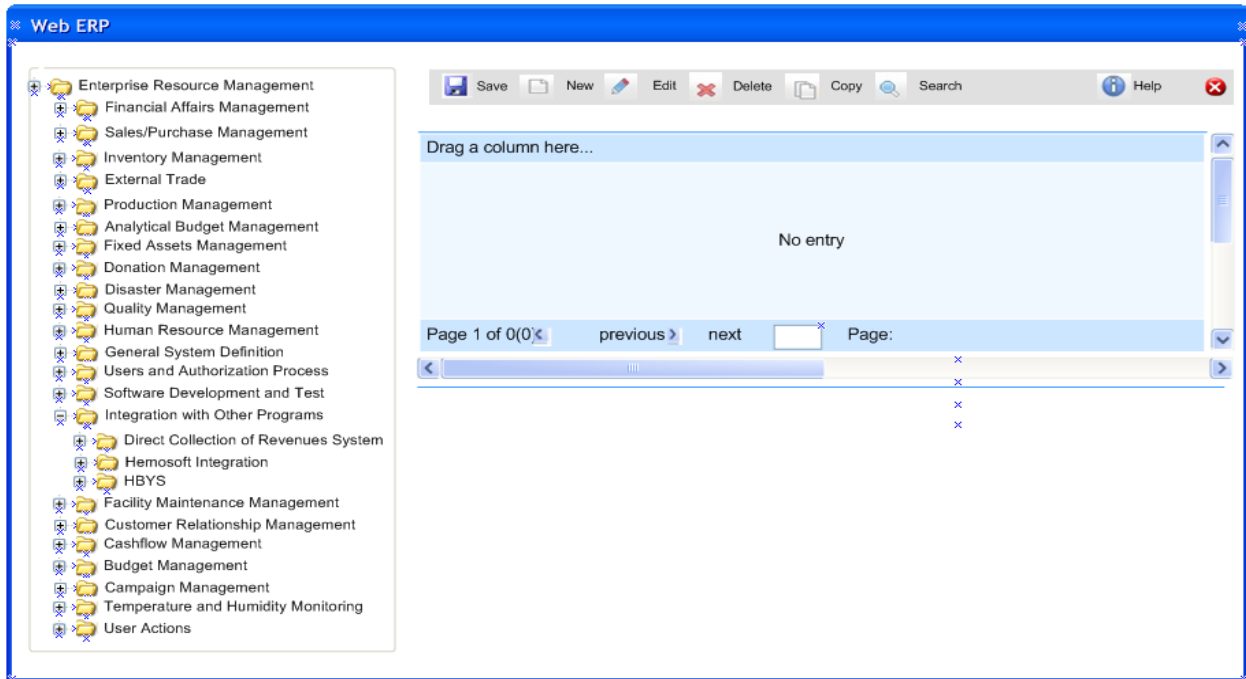 Web ERP
Enterprise Resource Management
Financial Affairs Management
Sales/Purchase Management
Inventory Management
External Trade
Production Management
Analytical Budget Management
Fixed Assets Management
Donation Management
Disaster Management
Quality Management
Human Resource Management
General System Definition
Users and Authorization Process
Software Development and Test
Integration with Other Programs
Direct Collection of Revenues System
Hemosoft Integration
HBYS
Facility Maintenance Management
Customer Relationship Management
Cashflow Management
Budget Management
Campaign Management
Temperature and Humidity Monitoring
User Actions
Save New Edit Delete Copy Search Help
Drag a column here...
No entry
Page 1 of 0(0) previous next Page: